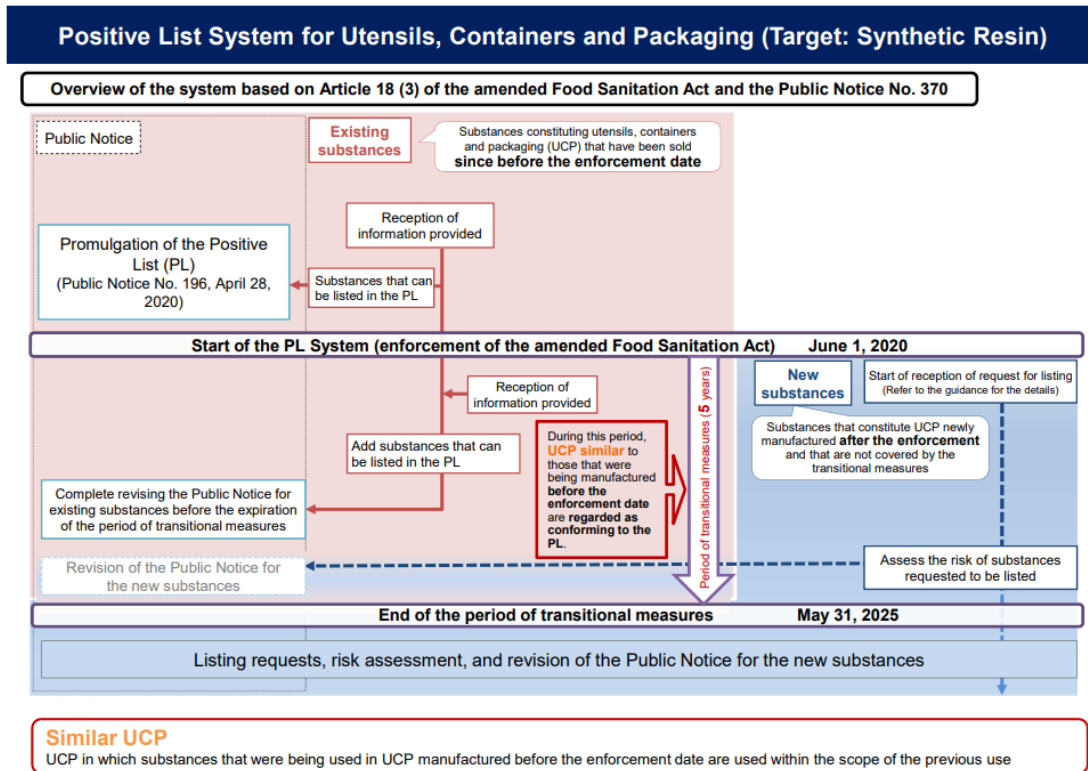 Positive List System for Utensils, Containers and Packaging (Target: Synthetic Resin)
Overview of the system based on Article 18 (3) of the amended Food Sanitation Act and the Public Notice No. 370
Public Notice
Existing
substances
Substances constituting utensils, containers
and packaging (UCP) that have been sold
since before the enforcement date
Reception of
information provided
Promulgation of the Positive
List (PL)
(Public Notice No. 196, April 28,
2020)
Substances that can
be listed in the PL
Start of the PL System (enforcement of the amended Food Sanitation Act) June 1, 2020
Reception of
information provided
Add substances that can
be listed in the PL
During this period,
UCP similar to
those that were
being manufactured
before the
enforcement date
are regarded as
conforming to the
PL.
Period of transitional measures (5 years)
New
substances
Start of reception of request for listing
(Refer to the guidance for the details)
Substances that constitute UCP newly
manufactured after the enforcement
and that are not covered by the
transitional measures
Complete revising the Public Notice for
existing substances before the expiration
of the period of transitional measures
Revision of the Public Notice for
the new substances
Assess the risk of substances
requested to be listed
End of the period of transitional measures May 31, 2025
Listing requests, risk assessment, and revision of the Public Notice for the new substances
Similar UCP
UCP in which substances that were being used in UCP manufactured before the enforcement date are used within the scope of the previous use